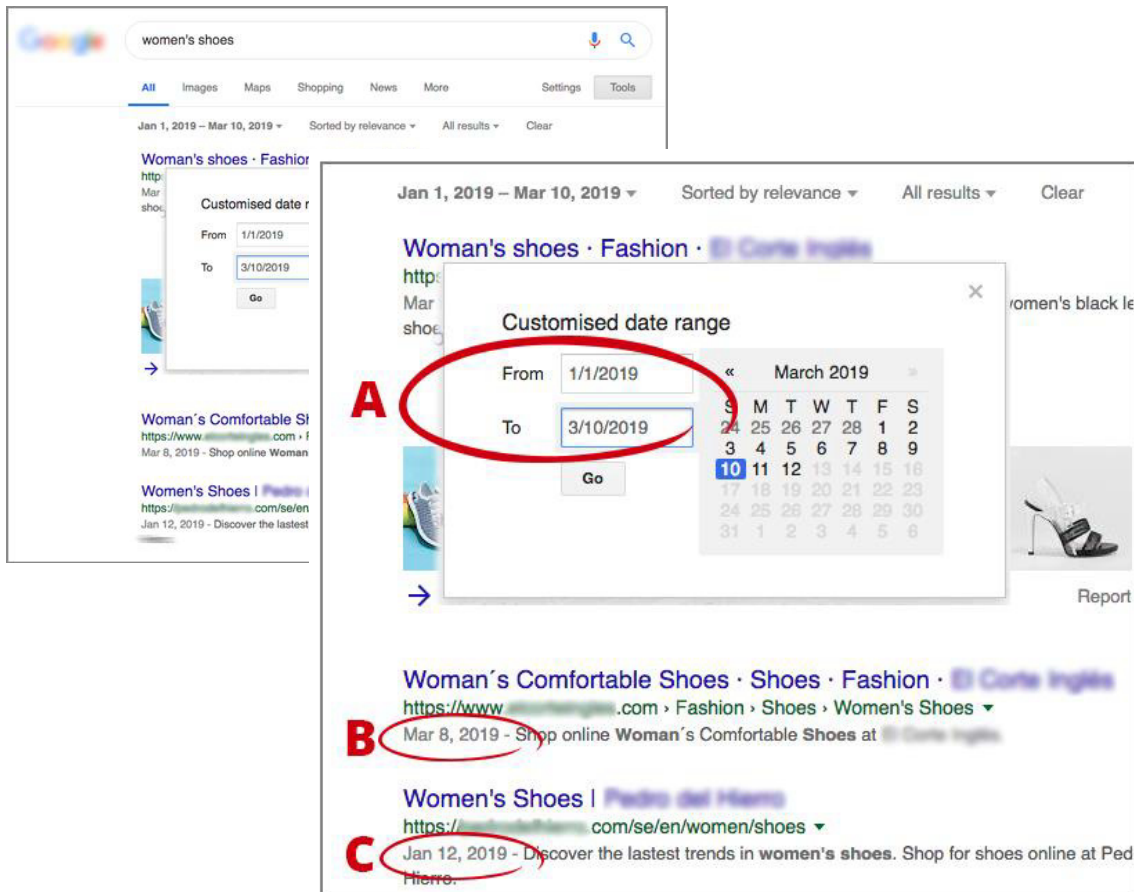 women's shoes
All Images Maps Shopping News More Settings Tools
Jan 1, 2019 – Mar 10, 2019 Sorted by relevance All results Clear
Woman's shoes · Fashion
http
Mar
Customised date r
From 1/1/2019
To 3/10/2019
Go
Woman´s Comfortable
https://www. .com ›
Mar 8, 2019 - Shop online Woman
Women's Shoes |
https:/ .com/se/en
Jan 12, 2019 - Discover the lastest
Jan 1, 2019 – Mar 10, 2019 Sorted by relevance All results Clear
Woman's shoes · Fashion ·
http
Mar women's black
Customised date range
A
From 1/1/2019
To 3/10/2019
Go
« March 2019 »
S M T W T F S
24 25 26 27 28 1 2
3 4 5 6 7 8 9
10 11 12 13 14 15 16
17 18 19 20 21 22 23
24 25 26 27 28 29 30
31 1 2 3 4 5 6
Report
Woman´s Comfortable Shoes · Shoes · Fashion ·
https://www. .com › Fashion › Shoes › Women's Shoes
B Mar 8, 2019 - Shop online Woman´s Comfortable Shoes at
Women's Shoes |
https:/ .com/se/en/women/shoes
C Jan 12, 2019 - Discover the lastest trends in women's shoes. Shop for shoes online at Ped
Hierro.